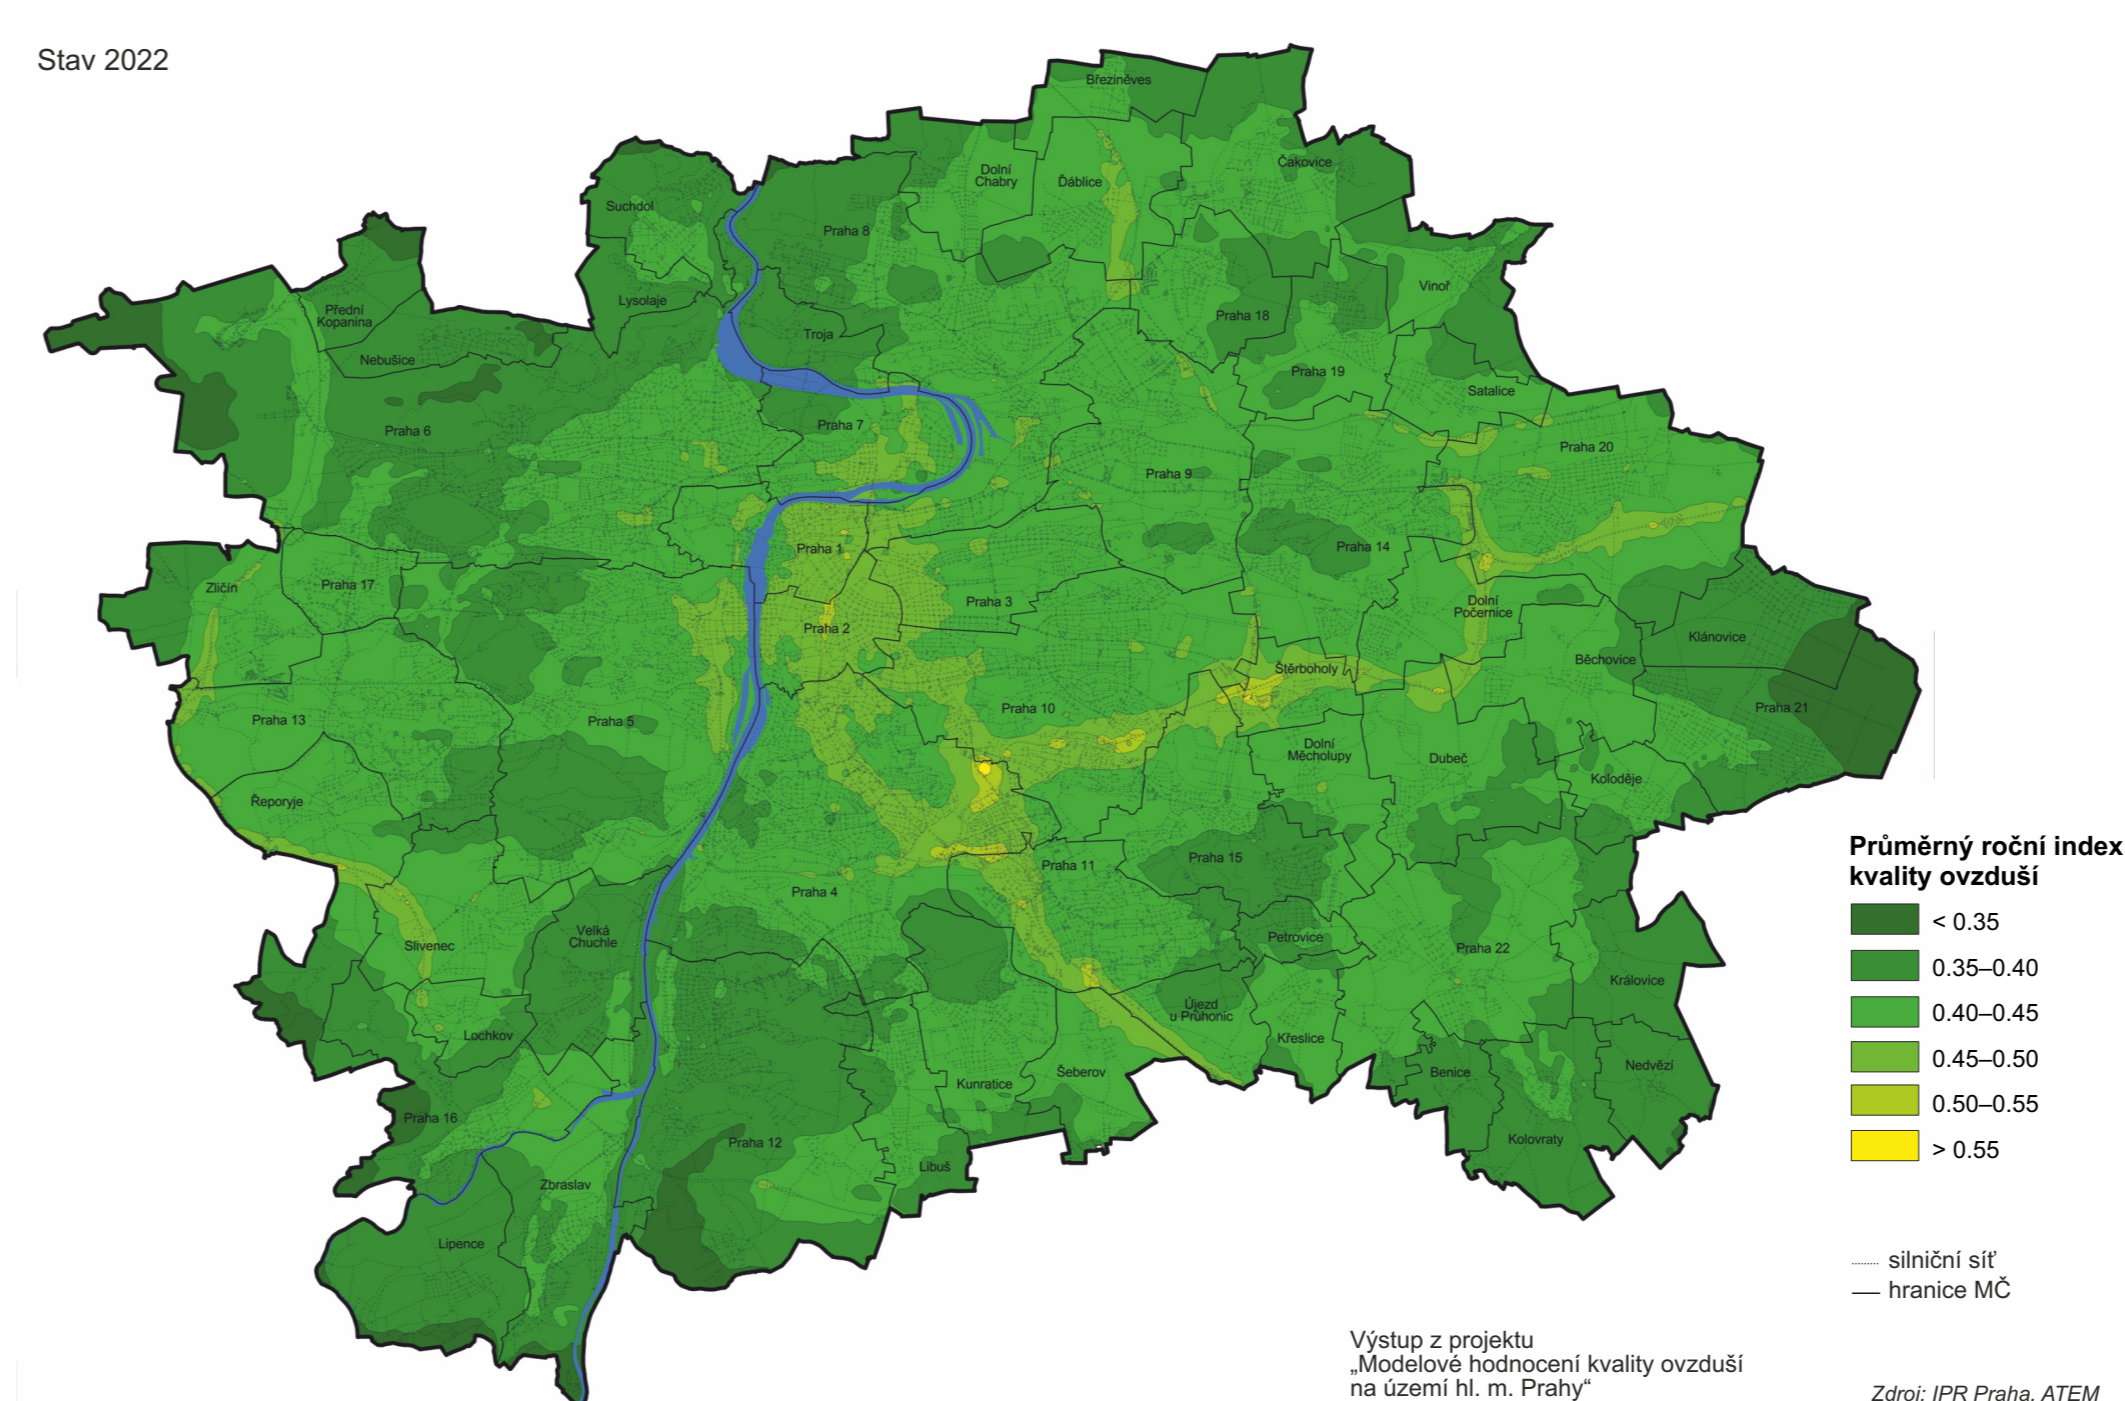 Stav 2022
Březiněves
Čakovice
Dolní
Chabry
Ďáblice
Suchdol
Praha 8
Vinoř
Lysolaje
Přední
Kopanina
Praha 18
Troja
Nebušice
Praha 19
Satalice
Praha 7
Praha 6
Praha 20
Praha 9
Praha 1
Praha 14
Zličín
Praha 17
Praha 3
Dolní
Počernice
Praha 2
Klánovice
Běchovice
Štěrboholy
Praha 10
Praha 21
Praha 13
Praha 5
Dolní
Měcholupy
Dubeč
Koloděje
Řeporyje
Praha 15
Praha 11
Praha 4
Velká
Chuchle
Slivenec
Petrovice
Praha 22
Královice
Újezd
u Průhonic
Lochkov
Křeslice
Nedvězí
Šeberov
Benice
Kunratice
Praha 16
Praha 12
Kolovraty
Libuš
Zbraslav
Lipence
Průměrný roční index
kvality ovzduší
< 0.35
0.35–0.40
0.40–0.45
0.45–0.50
0.50–0.55
> 0.55
silniční síť
hranice MČ
Výstup z projektu
„Modelové hodnocení kvality ovzduší
na území hl. m. Prahy“
Zdroj: IPR Praha, ATEM